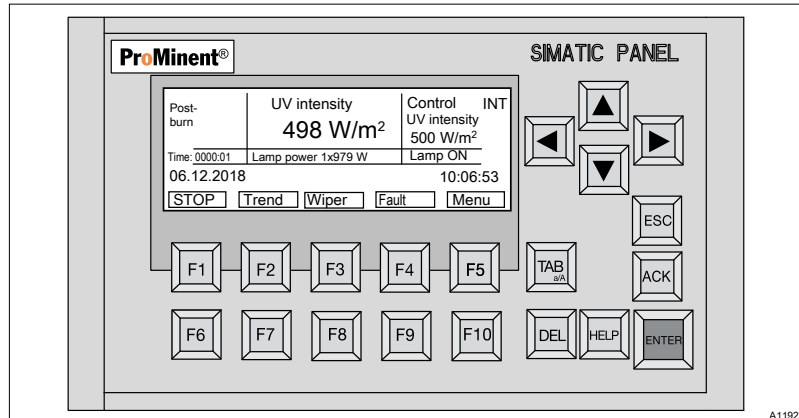 ProMinent®
SIMATIC PANEL
Post-
burn
UV intensity
498 W/m²
Control INT
UV intensity
500 W/m²
Time: 0000:01 Lamp power 1x979 W Lamp ON
06.12.2018 10:06:53
STOP Trend Wiper Fault Menu
ESC
F1 F2 F3 F4 F5 TAB
a/A
ACK
F6 F7 F8 F9 F10 DEL HELP ENTER
A1192